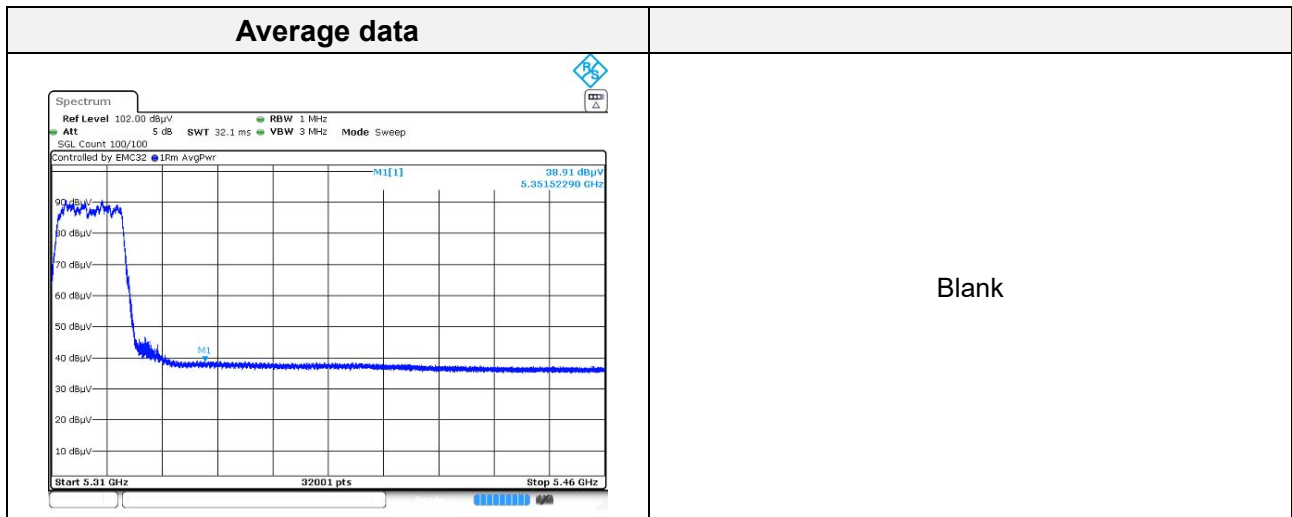 Average data
R&S
Spectrum
Ref Level 102.00 dBµV RBW 1 MHz
Att 5 dB SWT 32.1 ms VBW 3 MHz Mode Sweep
SGL Count 100/100
Controlled by EMC32 1Rm AvgPwr
M1[1] 38.91 dBµV
5.35152290 GHz
90 dBµV
80 dBµV
70 dBµV
60 dBµV
50 dBµV
M1
40 dBµV
30 dBµV
20 dBµV
10 dBµV
Start 5.31 GHz 32001 pts Stop 5.46 GHz
Blank